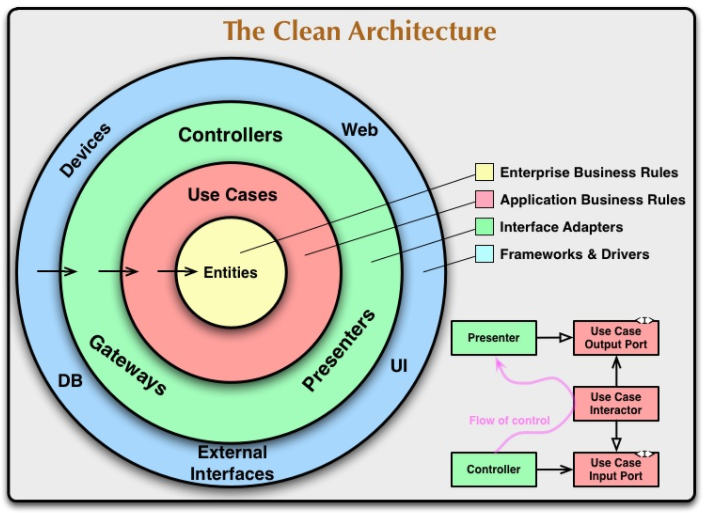 The Clean Architecture
Devices
Web
Controllers
Use Cases
Entities
Gateways
Presenters
DB
UI
External
Interfaces
Enterprise Business Rules
Application Business Rules
Interface Adapters
Frameworks & Drivers
Presenter
Use Case
Output Port
<I>
Flow of control
Use Case
Interactor
Controller
Use Case
Input Port
<I>